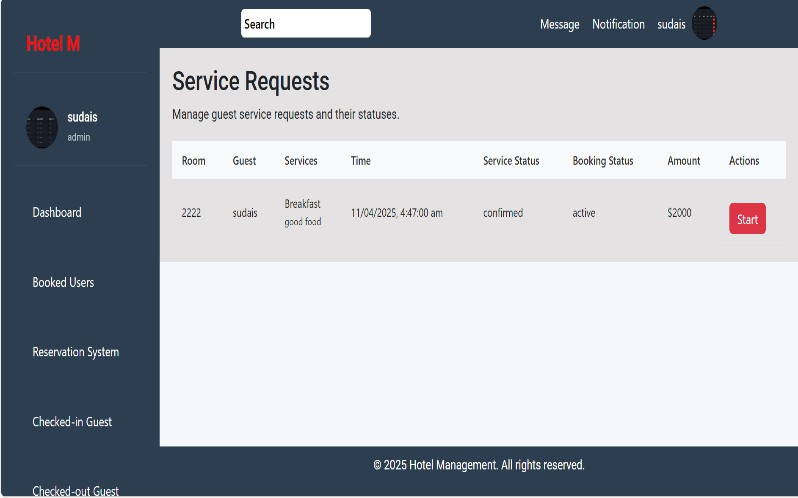 Hotel M
Search
Message Notification sudais
sudais
admin
Dashboard
Booked Users
Reservation System
Checked-in Guest
Checked-out Guest
Service Requests
Manage guest service requests and their statuses.
Room Guest Services Time Service Status Booking Status Amount Actions
2222 sudais Breakfast 11/04/2025, 4:47:00 am confirmed active $2000 Start
good food
© 2025 Hotel Management. All rights reserved.